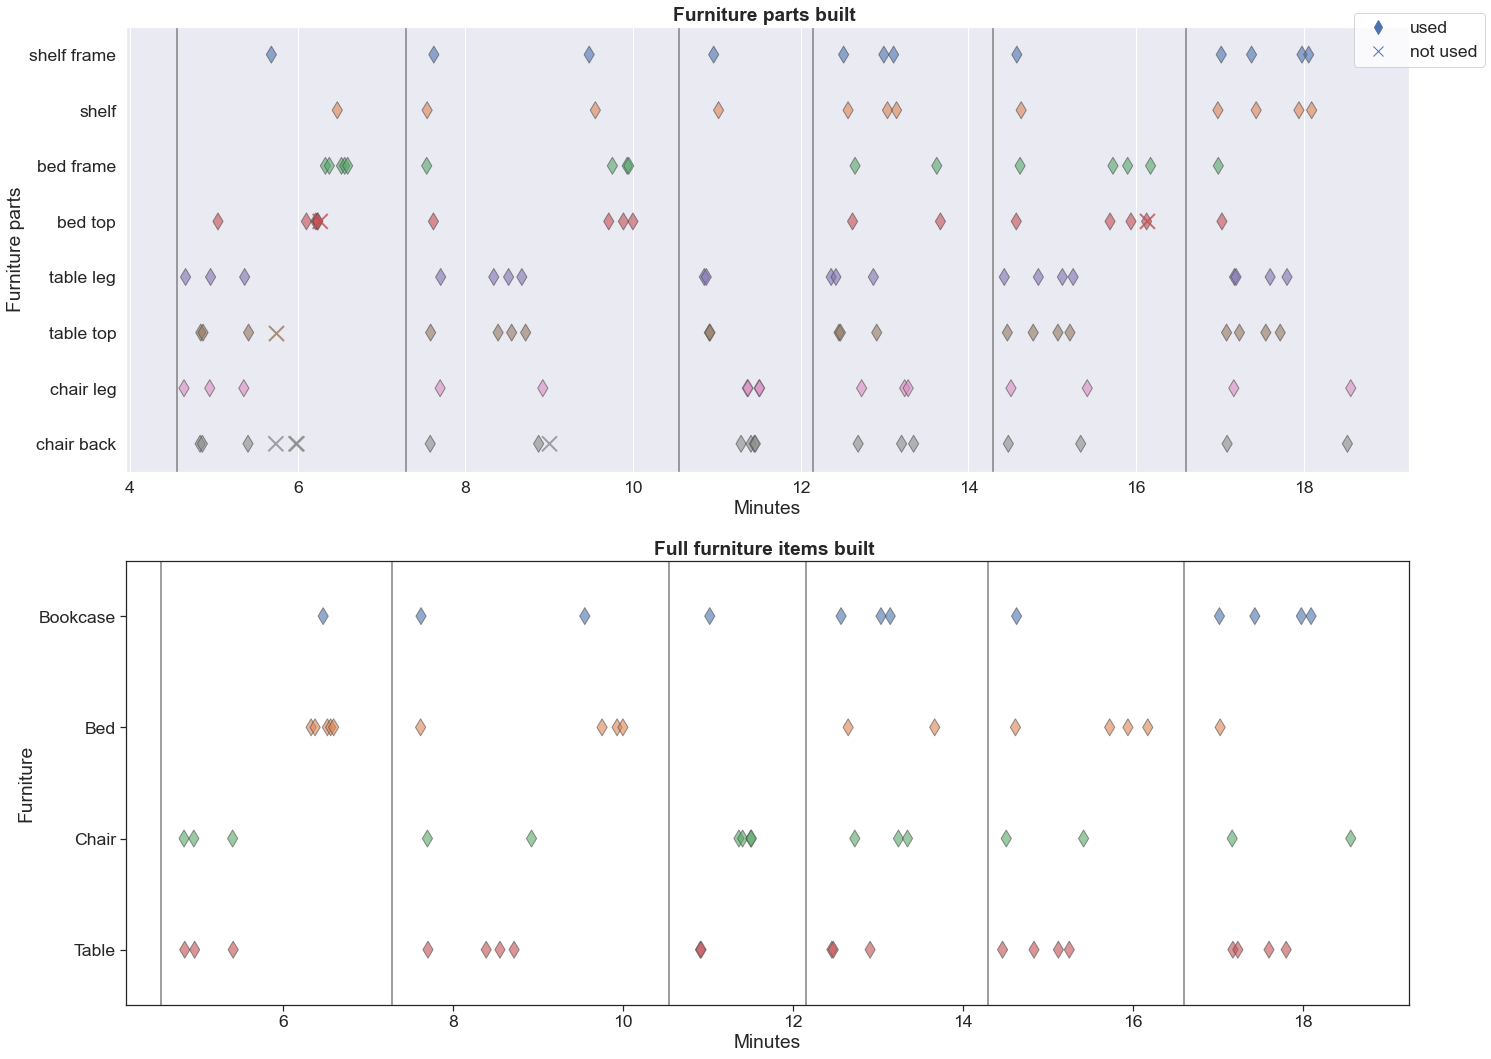 Furniture parts built
used
not used
shelf frame
shelf
bed frame
bed top
table leg
table top
chair leg
chair back
Furniture parts
4 6 8 10 12 14 16 18
Minutes
Full furniture items built
Bookcase
Bed
Chair
Table
Furniture
6 8 10 12 14 16 18
Minutes